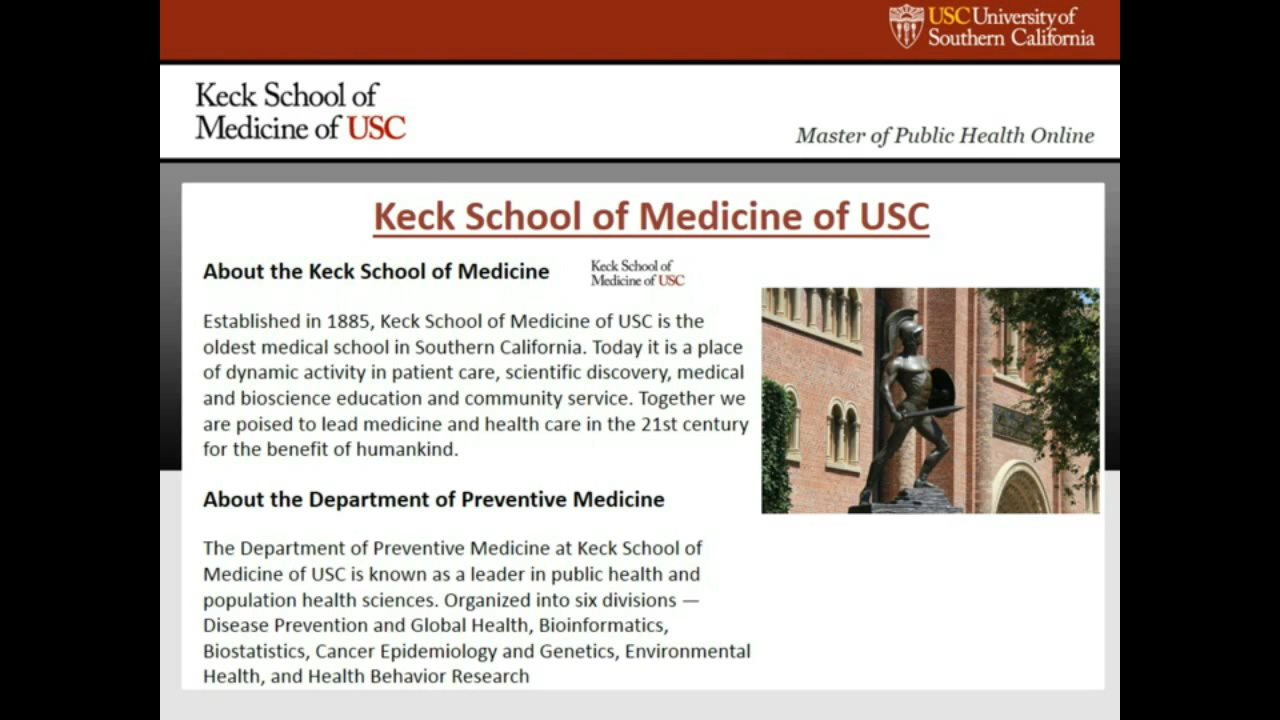 USC University of
Southern California
Keck School of
Medicine of USC
Master of Public Health Online
Keck School of Medicine of USC
About the Keck School of Medicine
Keck School of
Medicine of USC
Established in 1885, Keck School of Medicine of USC is the
oldest medical school in Southern California. Today it is a place
of dynamic activity in patient care, scientific discovery, medical
and bioscience education and community service. Together we
are poised to lead medicine and health care in the 21st century
for the benefit of humankind.
About the Department of Preventive Medicine
The Department of Preventive Medicine at Keck School of
Medicine of USC is known as a leader in public health and
population health sciences. Organized into six divisions —
Disease Prevention and Global Health, Bioinformatics,
Biostatistics, Cancer Epidemiology and Genetics, Environmental
Health, and Health Behavior Research